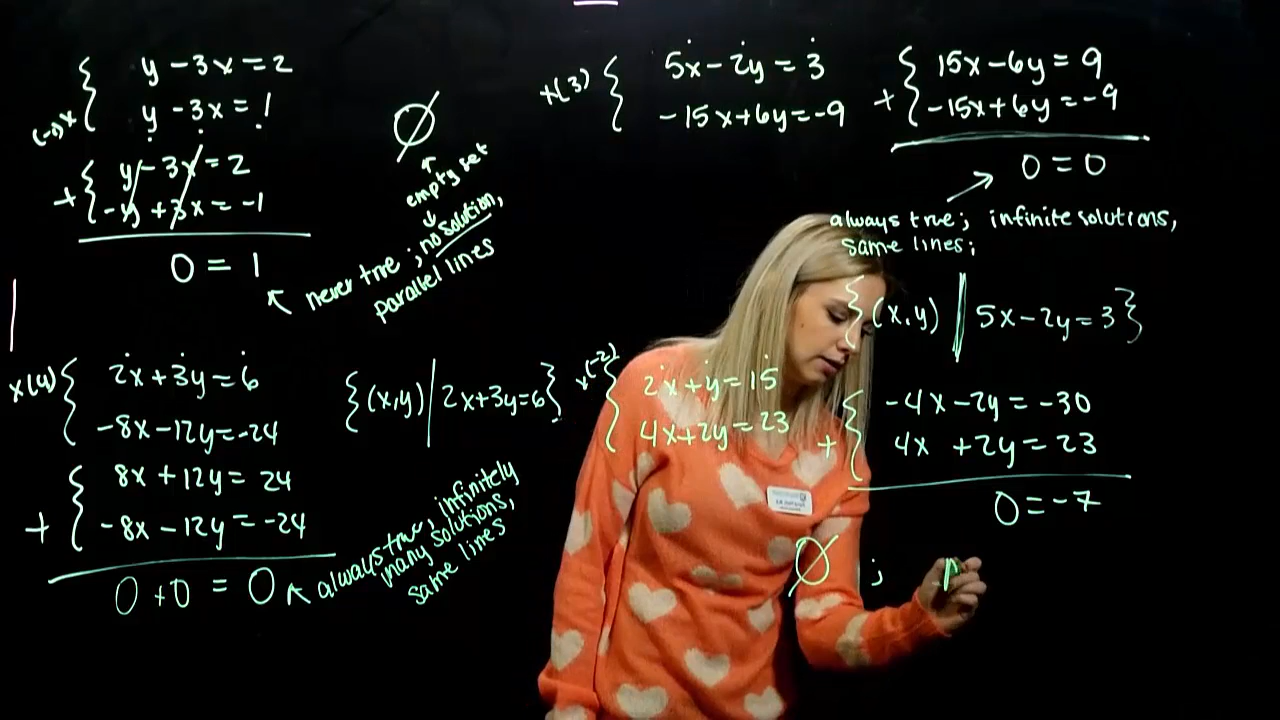 y - 3x = 2
(-1)x y - 3x = 1
y - 3x = 2
+ -y + 3x = -1
0 = 1
∅
empty set
never true ; no solution,
parallel lines
x(3) 5x - 2y = 3
-15x + 6y = -9
15x - 6y = 9
+ -15x + 6y = -9
0 = 0
always true ; infinite solutions,
same lines;
{(x,y) | 5x - 2y = 3}
x(4) 2x + 3y = 6
-8x - 12y = -24
8x + 12y = 24
+ -8x - 12y = -24
0 + 0 = 0
{(x,y) | 2x + 3y = 6}
always true, infinitely
many solutions,
same lines
x(-2) 2x + y = 15
4x + 2y = 23
-4x - 2y = -30
+ 4x + 2y = 23
0 = -7
∅ ;